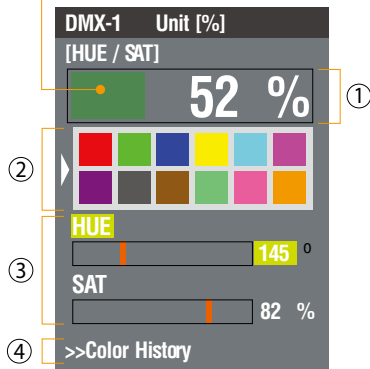 DMX-1 Unit [%]
[HUE / SAT]
52 %
①
②
HUE
145 °
③
SAT
82 %
④
>>Color History